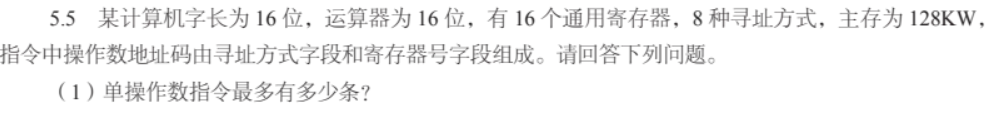 5.5 某计算机字长为 16 位，运算器为 16 位，有 16 个通用寄存器，8 种寻址方式，主存为 128KW，
指令中操作数地址码由寻址方式字段和寄存器号字段组成。请回答下列问题。
（1）单操作数指令最多有多少条？